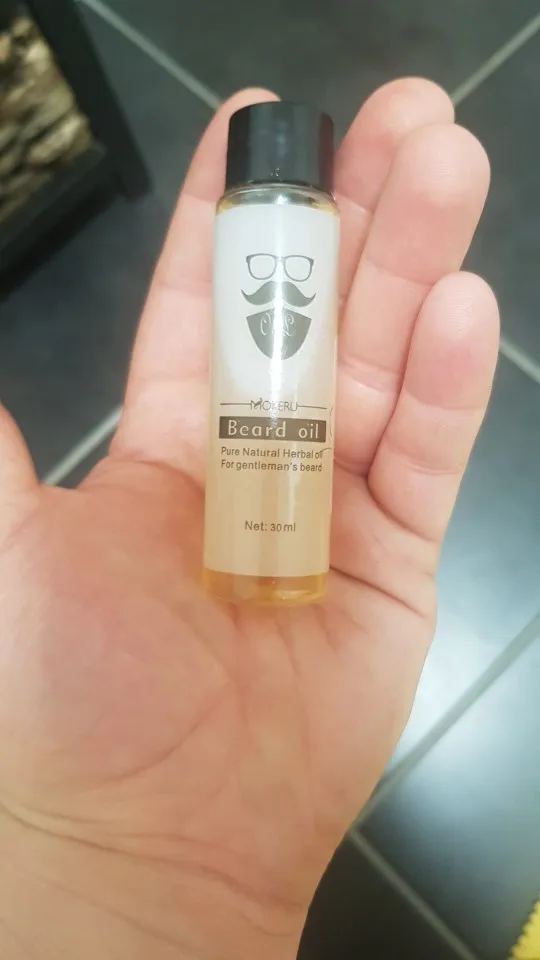 MOKERU
Beard oil
Pure Natural Herbal oil
For gentleman's beard
Net: 30ml